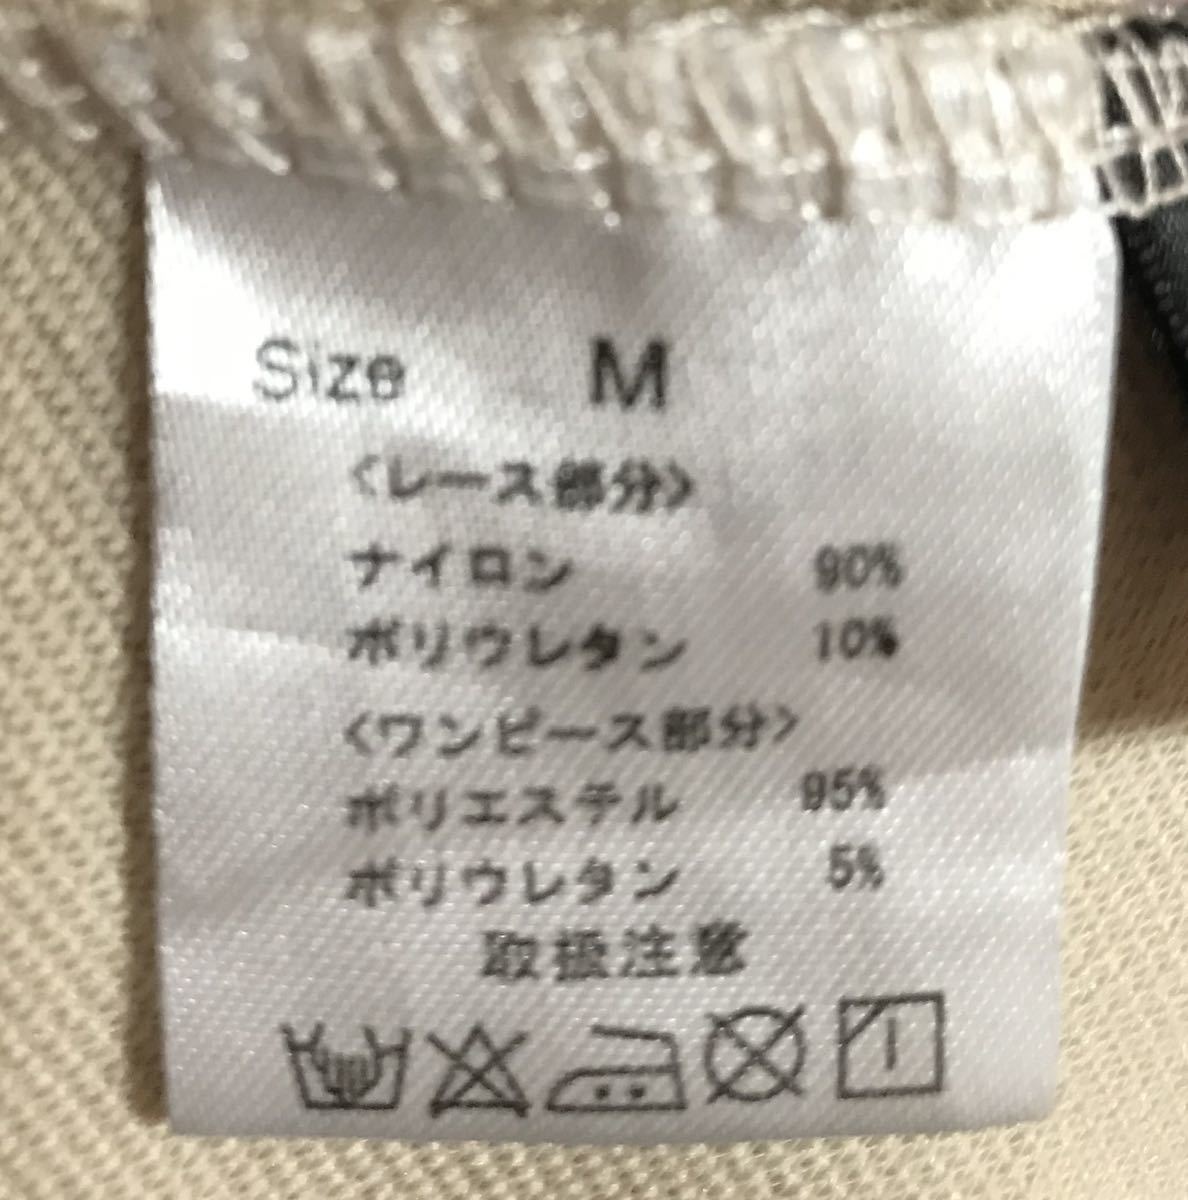 Size M
<レース部分>
ナイロン 90%
ポリウレタン 10%
<ワンピース部分>
ポリエステル 95%
ポリウレタン 5%
取扱注意